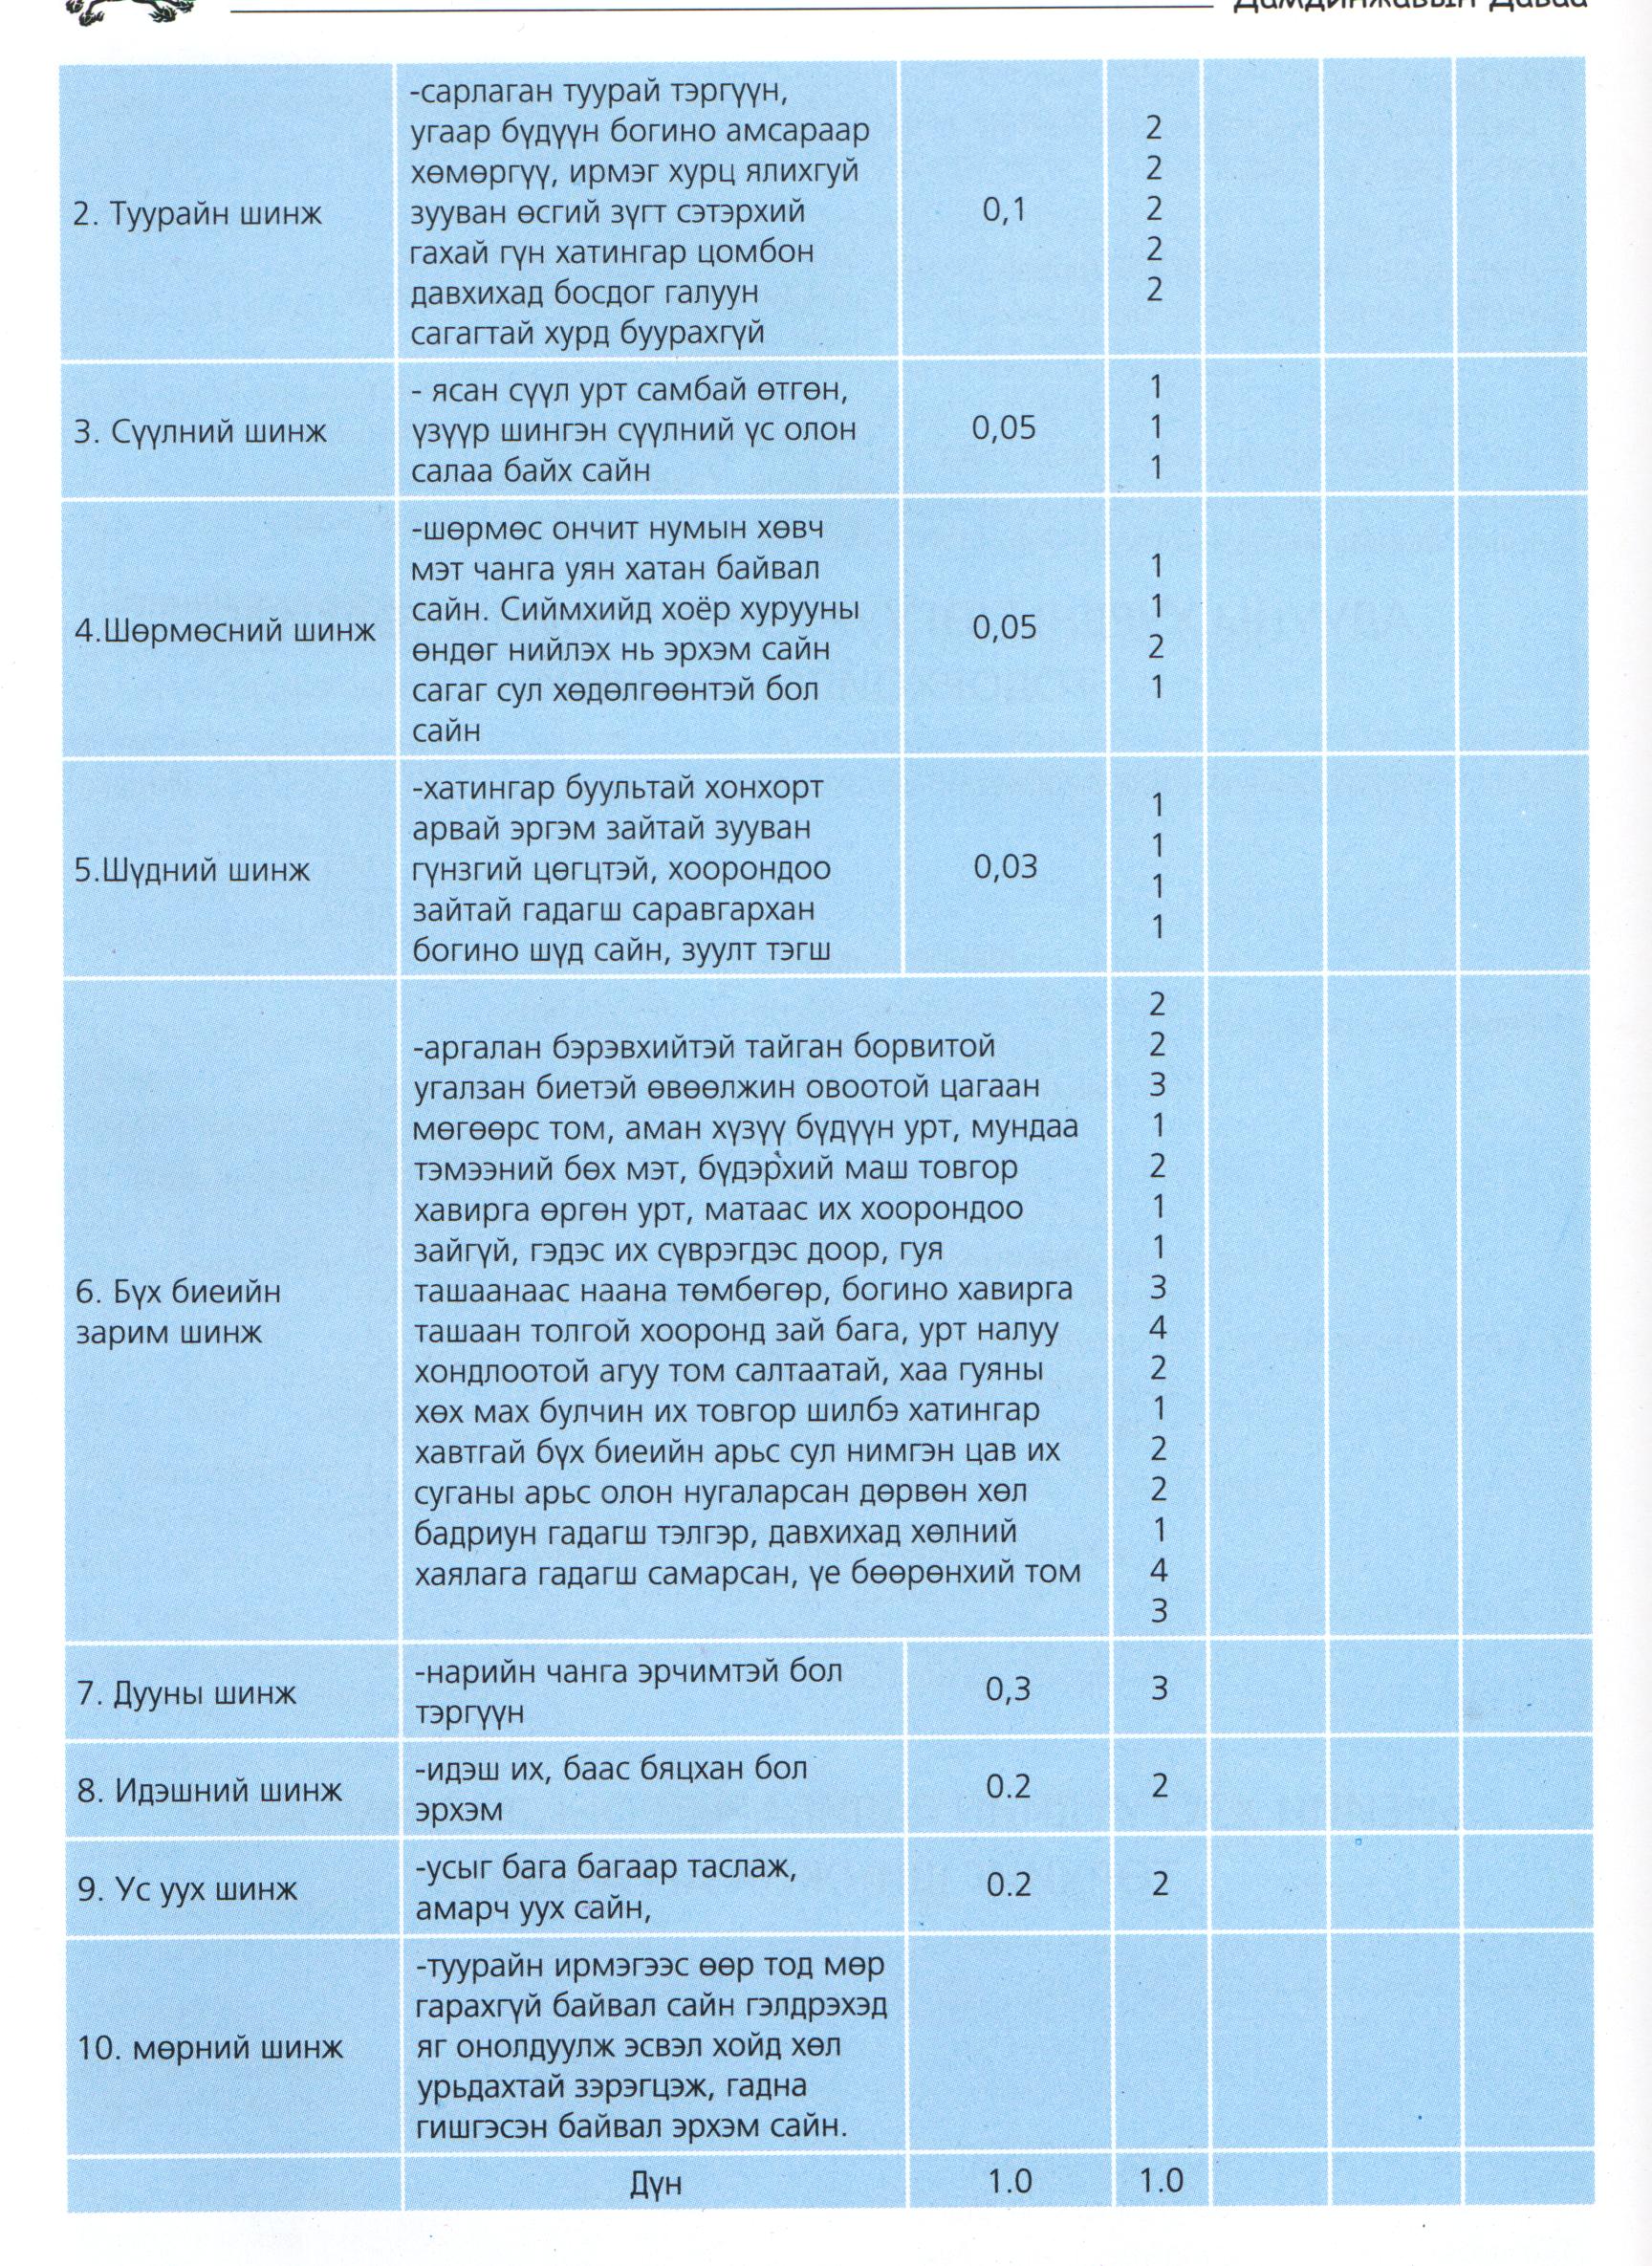 Дамдинжавын Даваа
2. Туурайн шинж
-сарлаган туурай тэргүүн,
угаар бүдүүн богино амсараар
хөмөргүү, ирмэг хурц ялихгүй
зууван өсгий зүгт сэтэрхий
гахай гүн хатингар цомбон
давхихад босдог галуун
сагагтай хурд буурахгүй
0,1
2
2
2
2
2
3. Сүүлний шинж
- ясан сүүл урт самбай өтгөн,
үзүүр шингэн сүүлний үс олон
салаа байх сайн
0,05
1
1
1
4.Шөрмөсний шинж
-шөрмөс ончит нумын хөвч
мэт чанга уян хатан байвал
сайн. Сиймхийд хоёр хурууны
өндөг нийлэх нь эрхэм сайн
сагаг сул хөдөлгөөнтэй бол
сайн
0,05
1
1
2
1
5.Шүдний шинж
-хатингар буультай хонхорт
арвай эргэм зайтай зууван
гүнзгий цөгцтэй, хоорондоо
зайтай гадагш саравгархан
богино шүд сайн, зуулт тэгш
0,03
1
1
1
1
6. Бүх биеийн
зарим шинж
-аргалан бэрэвхийтэй тайган борвитой
угалзан биетэй өвөөлжин овоотой цагаан
мөгөөрс том, аман хүзүү бүдүүн урт, мундаа
тэмээний бөх мэт, бүдэрхий маш товгор
хавирга өргөн урт, матаас их хоорондоо
зайгүй, гэдэс их сүврэгдэс доор, гуя
ташаанаас наана төмбөгөр, богино хавирга
ташаан толгой хооронд зай бага, урт налуу
хондлоотой агуу том салтаатай, хаа гуяны
хөх мах булчин их товгор шилбэ хатингар
хавтгай бүх биеийн арьс сул нимгэн цав их
суганы арьс олон нугаларсан дөрвөн хөл
бадриун гадагш тэлгэр, давхихад хөлний
хаялага гадагш самарсан, үе бөөрөнхий том
2
2
3
1
2
1
1
3
4
2
1
2
2
1
4
3
7. Дууны шинж
-нарийн чанга эрчимтэй бол
тэргүүн
0,3
3
8. Идэшний шинж
-идэш их, баас бяцхан бол
эрхэм
0.2
2
9. Ус уух шинж
-усыг бага багаар таслаж,
амарч уух сайн,
0.2
2
10. мөрний шинж
-туурайн ирмэгээс өөр тод мөр
гарахгүй байвал сайн гэлдрэхэд
яг онолдуулж эсвэл хойд хөл
урьдахтай зэрэгцэж, гадна
гишгэсэн байвал эрхэм сайн.
Дүн
1.0
1.0